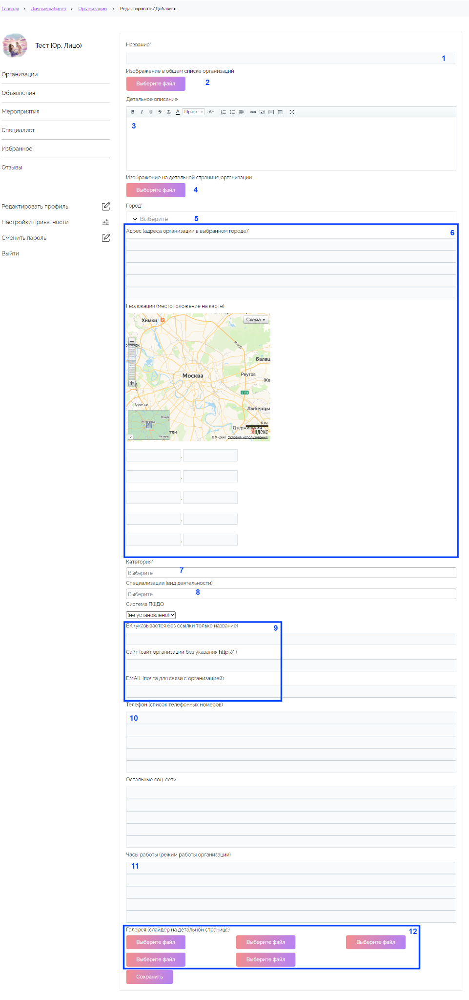 Главная > Личный кабинет > Организации > Редактировать/Добавить
Тест Юр. Лицо)
Организации
Объявления
Мероприятия
Специалист
Избранное
Отзывы
Редактировать профиль
Настройки приватности
Сменить пароль
Выйти
Название*
1
Изображение в общем списке организаций
Выберите файл 2
Детальное описание
B I U S Tx A Шрифт A
3
Изображение на детальной странице организации
Выберите файл 4
Город*
Выберите 5
Адрес (адреса организации в выбранном городе)* 6
Геолокация (местоположение на карте)
Химки
Схема
МКАД
Балаш
Москва
Реутов
Же
МКАД
E115
Заречье
Люберцы
Москва
Влад
Рязань
ген
6 км
Дзержинский
Яндекс
© Яндекс Условия использования
,
,
,
,
,
Категория*
Выберите 7
Специализации (вид деятельности)
Выберите 8
Система ПФДО
(не установлено)
ВК (указывается без ссылки только название) 9
Сайт (сайт организации без указания http:// )
EMAIL (почта для связи с организацией)
Телефон (список телефонных номеров)
10
Остальные соц. сети
Часы работы (режим работы организации)
11
Галерея (слайдер на детальной странице) 12
Выберите файл Выберите файл Выберите файл
Выберите файл Выберите файл
Сохранить